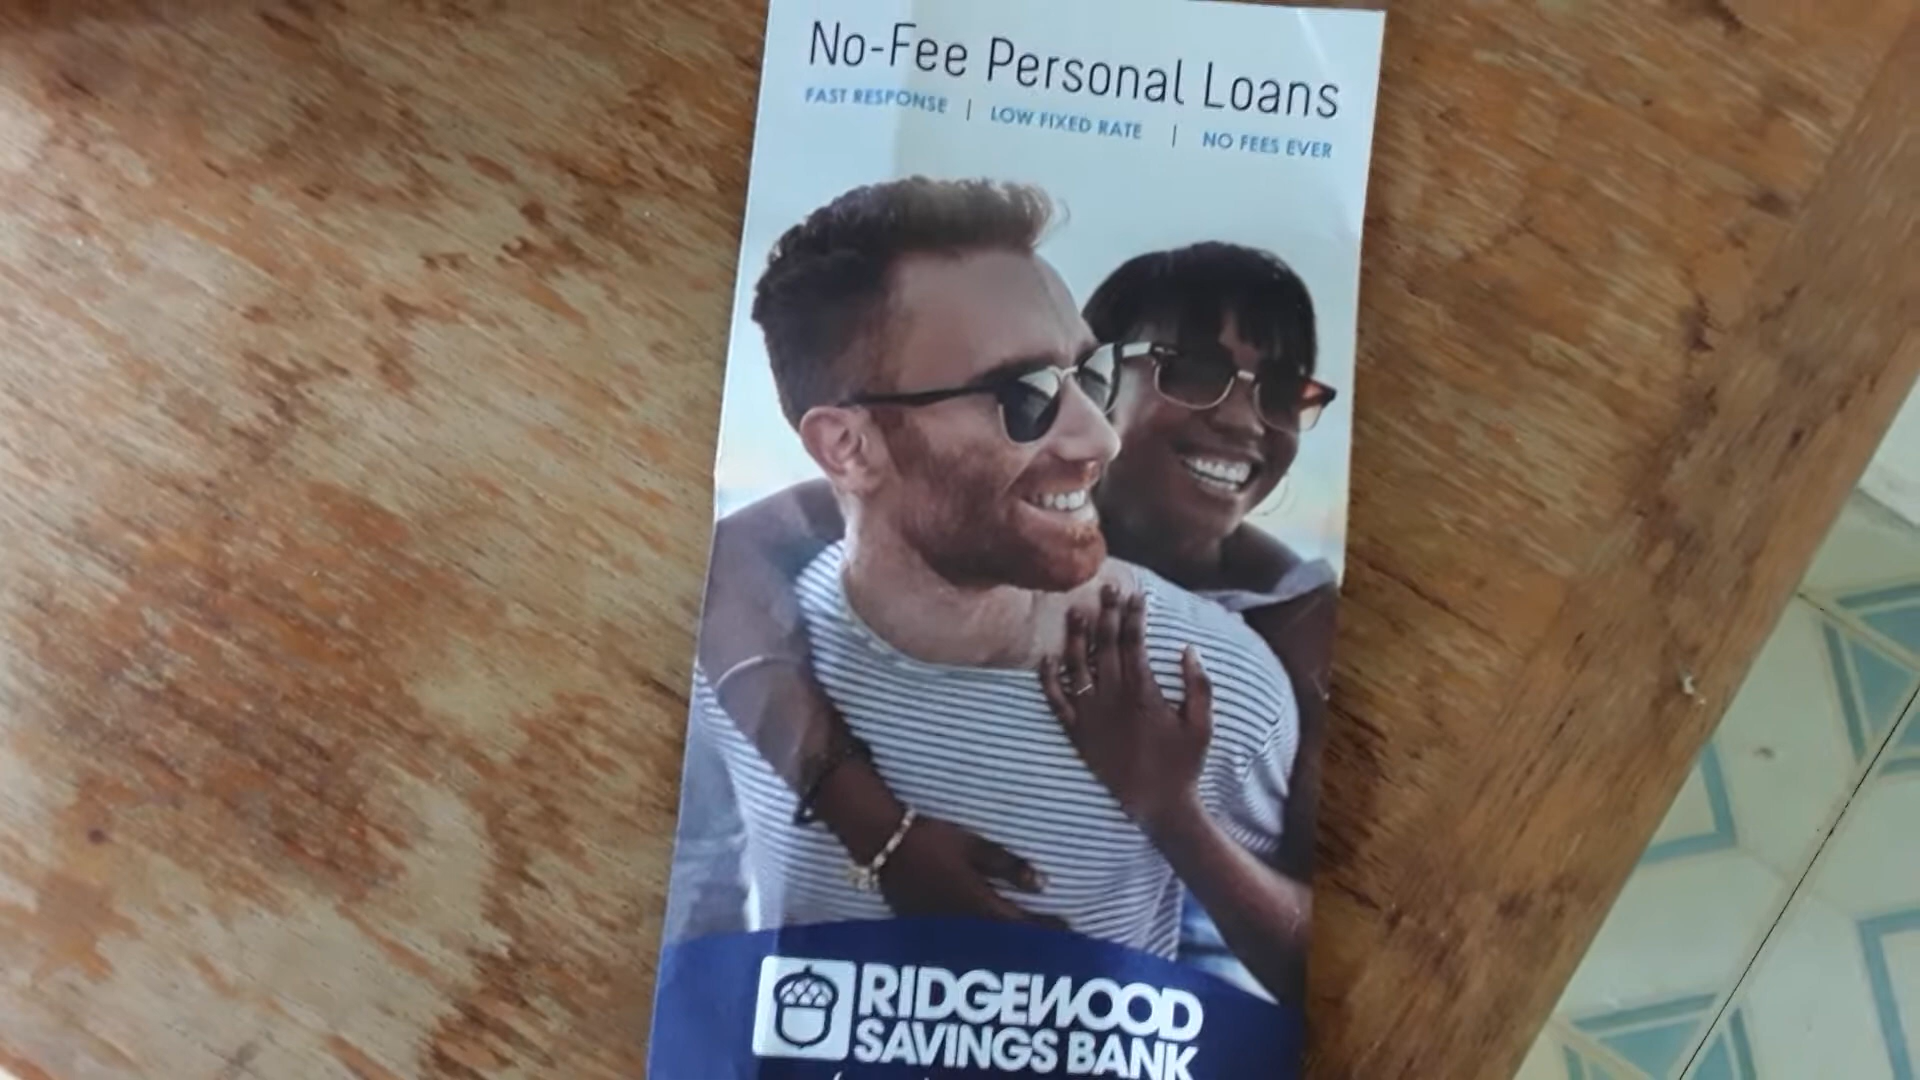 No-Fee Personal Loans
FAST RESPONSE | LOW FIXED RATE | NO FEES EVER
RIDGEWOOD
SAVINGS BANK